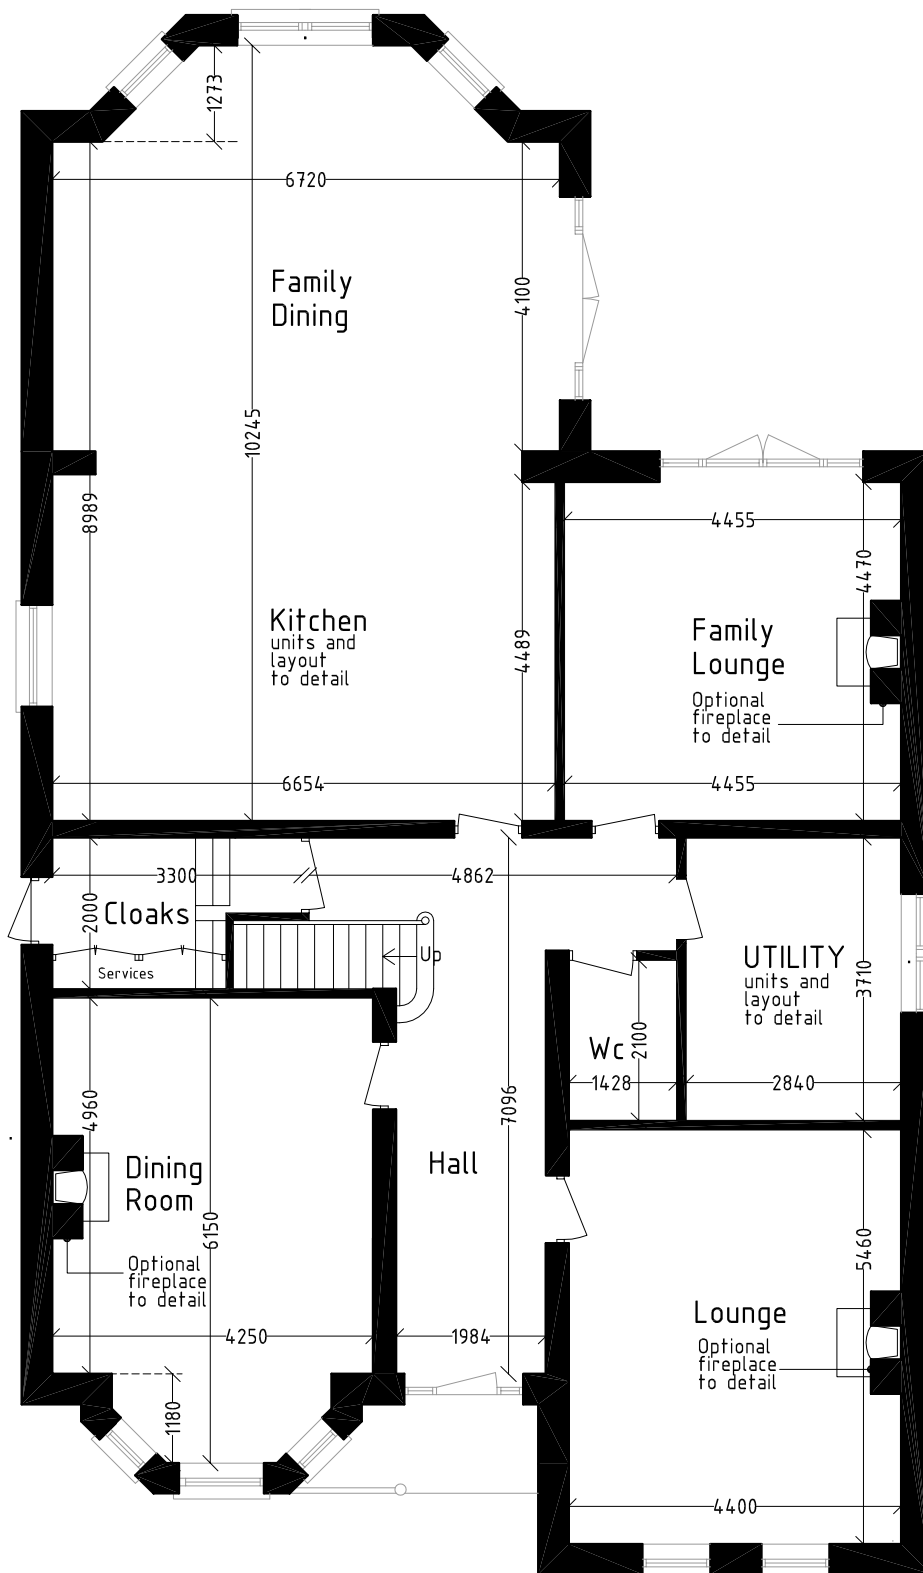 1273
6720
Family
Dining
4100
10245
8989
4455
4470
Kitchen
units and
layout
to detail
4489
Family
Lounge
Optional
fireplace
to detail
6654
4455
3300
4862
2000
Cloaks
Services
Up
UTILITY
units and
layout
to detail
3710
Wc
2100
1428
2840
7096
4960
Hall
Dining
Room
6150
Optional
fireplace
to detail
5460
Lounge
Optional
fireplace
to detail
4250
1984
1180
4400